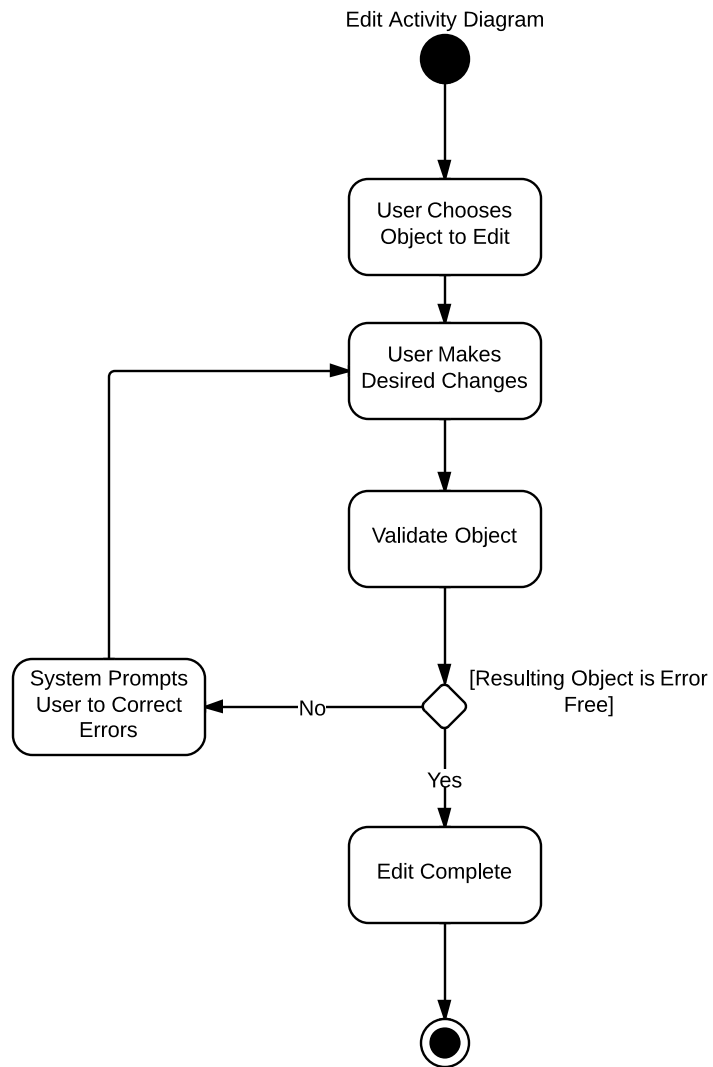 Edit Activity Diagram
User Chooses
Object to Edit
User Makes
Desired Changes
Validate Object
[Resulting Object is Error
Free]
System Prompts
User to Correct
Errors
No
Yes
Edit Complete